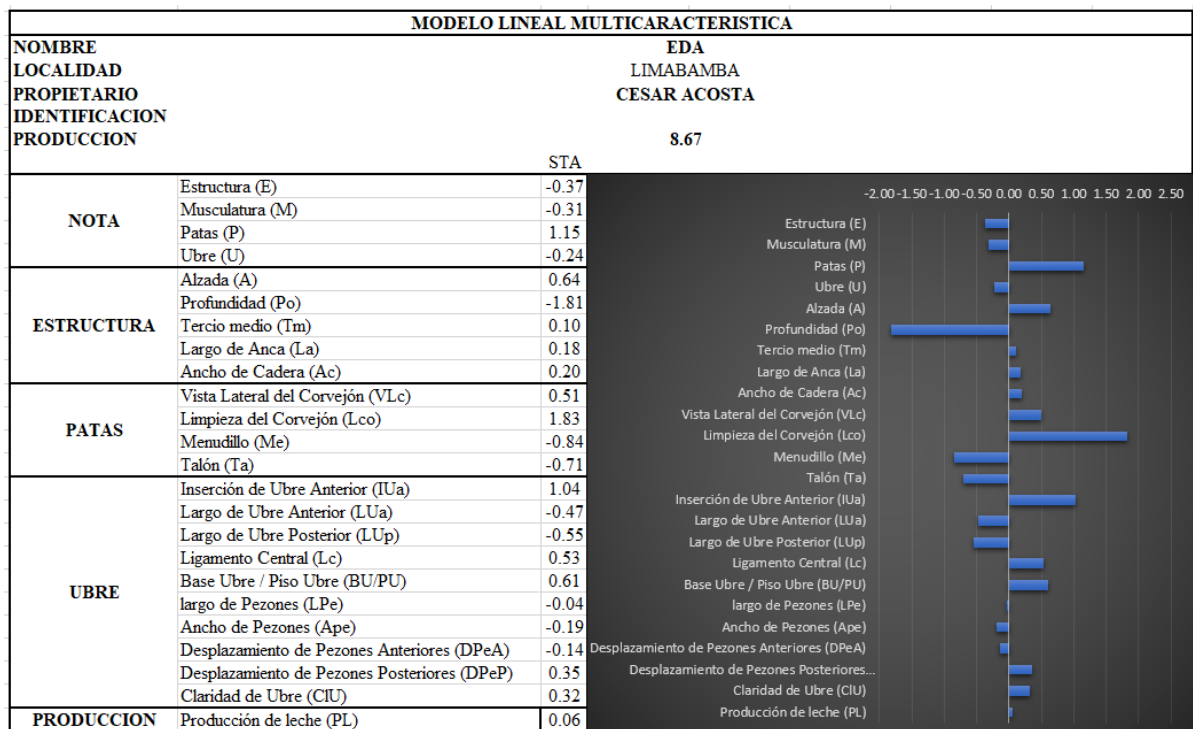 MODELO LINEAL MULTICARACTERISTICA
NOMBRE EDA
LOCALIDAD LIMABAMBA
PROPIETARIO CESAR ACOSTA
IDENTIFICACION
PRODUCCION 8.67
STA
NOTA
Estructura (E) -0.37
Musculatura (M) -0.31
Patas (P) 1.15
Ubre (U) -0.24
ESTRUCTURA
Alzada (A) 0.64
Profundidad (Po) -1.81
Tercio medio (Tm) 0.10
Largo de Anca (La) 0.18
Ancho de Cadera (Ac) 0.20
PATAS
Vista Lateral del Corvejón (VLc) 0.51
Limpieza del Corvejón (Lco) 1.83
Menudillo (Me) -0.84
Talón (Ta) -0.71
UBRE
Inserción de Ubre Anterior (IUa) 1.04
Largo de Ubre Anterior (LUa) -0.47
Largo de Ubre Posterior (LUp) -0.55
Ligamento Central (Lc) 0.53
Base Ubre / Piso Ubre (BU/PU) 0.61
largo de Pezones (LPe) -0.04
Ancho de Pezones (Ape) -0.19
Desplazamiento de Pezones Anteriores (DPeA) -0.14
Desplazamiento de Pezones Posteriores (DPeP) 0.35
Claridad de Ubre (ClU) 0.32
PRODUCCION Producción de leche (PL) 0.06
-2.00 -1.50 -1.00 -0.50 0.00 0.50 1.00 1.50 2.00 2.50
Estructura (E)
Musculatura (M)
Patas (P)
Ubre (U)
Alzada (A)
Profundidad (Po)
Tercio medio (Tm)
Largo de Anca (La)
Ancho de Cadera (Ac)
Vista Lateral del Corvejón (VLc)
Limpieza del Corvejón (Lco)
Menudillo (Me)
Talón (Ta)
Inserción de Ubre Anterior (IUa)
Largo de Ubre Anterior (LUa)
Largo de Ubre Posterior (LUp)
Ligamento Central (Lc)
Base Ubre / Piso Ubre (BU/PU)
largo de Pezones (LPe)
Ancho de Pezones (Ape)
Desplazamiento de Pezones Anteriores (DPeA)
Desplazamiento de Pezones Posteriores...
Claridad de Ubre (ClU)
Producción de leche (PL)